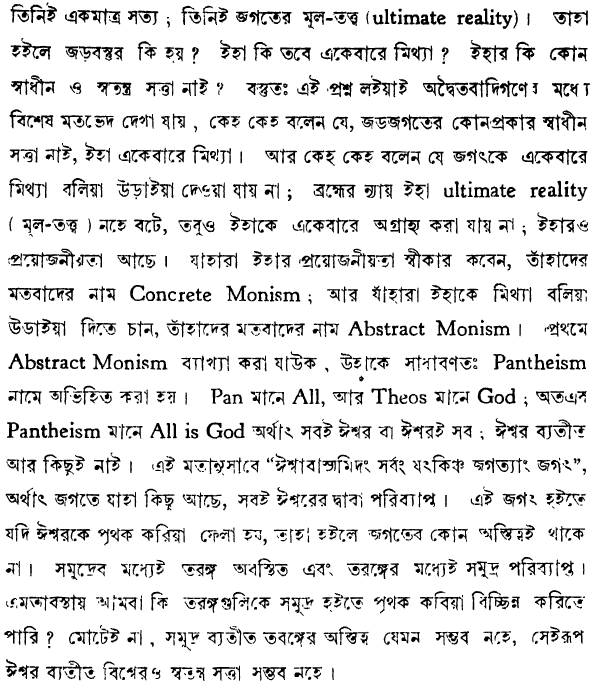 তিনিই একমাত্র সত্য ; তিনিই জগতের মূল-তত্ত্ব (ultimate reality) । তাহা
হইলে জড়বস্তুর কি হয় ? ইহা কি তবে একেবারে মিথ্যা ? ইহার কি কোন
স্বাধীন ও স্বতন্ত্র সত্তা নাই ? বস্তুতঃ এই প্রশ্ন লইয়াই অদ্বৈতবাদিগণের মধ্যে
বিশেষ মতভেদ দেখা যায় , কেহ কেহ বলেন যে, জড়জগতের কোনপ্রকার স্বাধীন
সত্তা নাই, ইহা একেবারে মিথ্যা । আর কেহ কেহ বলেন যে জগৎকে একেবারে
মিথ্যা বলিয়া উড়াইয়া দেওয়া যায় না ; ব্রহ্মের ন্যায় ইহা ultimate reality
( মূল-তত্ত্ব ) নহে বটে, তবুও ইহাকে একেবারে অগ্রাহ্য করা যায় না ; ইহারও
প্রয়োজনীয়তা আছে । যাহারা ইহার প্রয়োজনীয়তা স্বীকার কবেন, তাঁহাদের
মতবাদের নাম Concrete Monism ; আর যাঁহারা ইহাকে মিথ্যা বলিয়া
উড়াইয়া দিতে চান, তাঁহাদের মতবাদের নাম Abstract Monism । প্রথমে
Abstract Monism ব্যাখ্যা করা যাউক , উহাকে সাধাবণতঃ Pantheism
নামে অভিহিত করা হয় । Pan মানে All, আর Theos মানে God ; অতএব
Pantheism মানে All is God অর্থাৎ সবই ঈশ্বর বা ঈশ্বরই সব ; ঈশ্বর ব্যতীত
আর কিছুই নাই । এই মতানুসাবে “ঈশাবাস্যমিদং সর্বং যৎকিঞ্চ জগত্যাং জগৎ”,
অর্থাৎ জগতে যাহা কিছু আছে, সবই ঈশ্বরের দ্বাবা পরিব্যাপ্ত । এই জগৎ হইতে
যদি ঈশ্বরকে পৃথক করিয়া ফেলা হয, তাহা হইলে জগতেব কোন অস্তিত্বই থাকে
না । সমুদ্রেব মধ্যেই তরঙ্গ অবস্থিত এবং তরঙ্গের মধ্যেই সমুদ্র পরিব্যাপ্ত ।
এমতাবস্থায় আমবা কি তরঙ্গগুলিকে সমুদ্র হইতে পৃথক কবিয়া বিচ্ছিন্ন করিতে
পারি ? মোটেই না , সমুদ্র ব্যতীত তবঙ্গের অস্তিত্ব যেমন সম্ভব নহে, সেইরূপ
ঈশ্বর ব্যতীত বিশ্বেরও স্বতন্ত্র সত্তা সম্ভব নহে ।